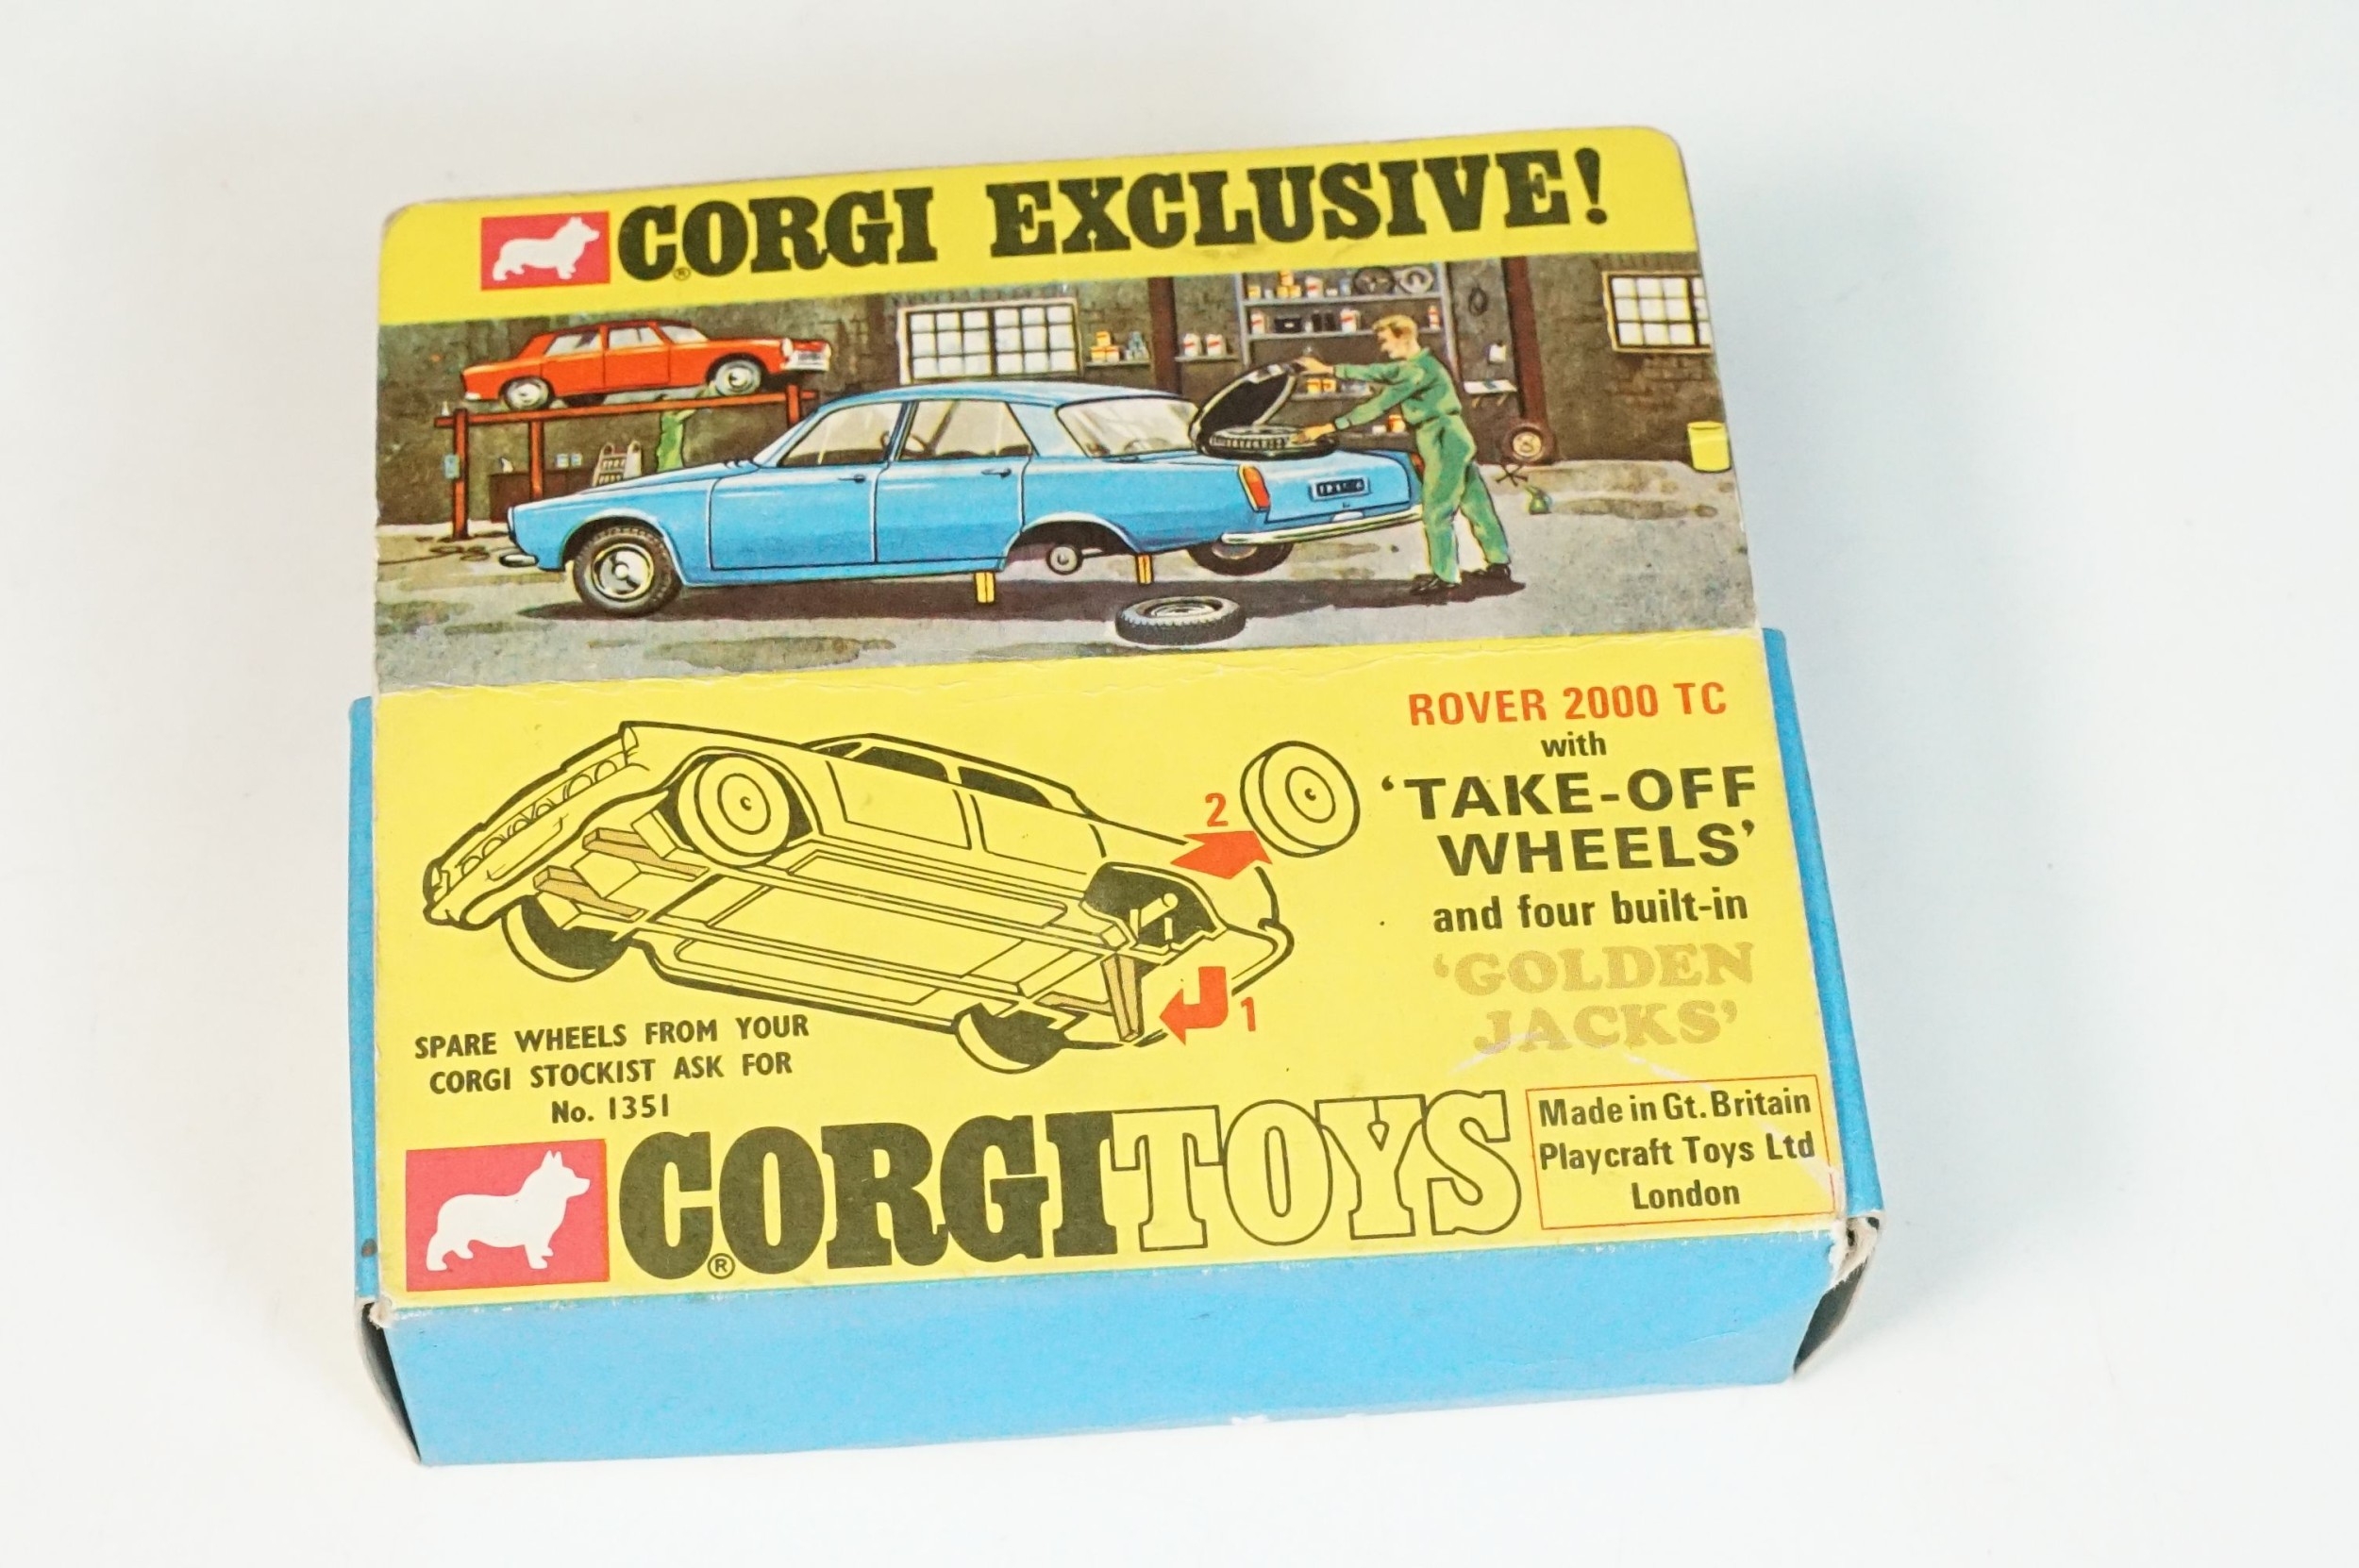 CORGI EXCLUSIVE!
®
ROVER 2000 TC
with
‘TAKE-OFF
WHEELS’
and four built-in
‘GOLDEN
JACKS’
2
1
SPARE WHEELS FROM YOUR
CORGI STOCKIST ASK FOR
No. 1351
CORGITOYS
®
Made in Gt. Britain
Playcraft Toys Ltd
London